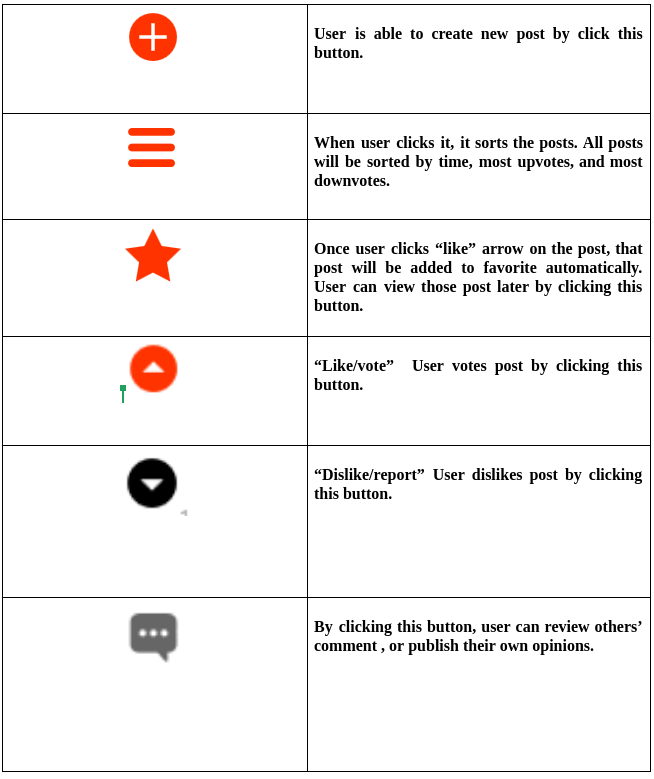 User is able to create new post by click this
button.
When user clicks it, it sorts the posts. All posts
will be sorted by time, most upvotes, and most
downvotes.
Once user clicks “like” arrow on the post, that
post will be added to favorite automatically.
User can view those post later by clicking this
button.
“Like/vote”  User votes post by clicking this
button.
“Dislike/report” User dislikes post by clicking
this button.
By clicking this button, user can review others’
comment , or publish their own opinions.